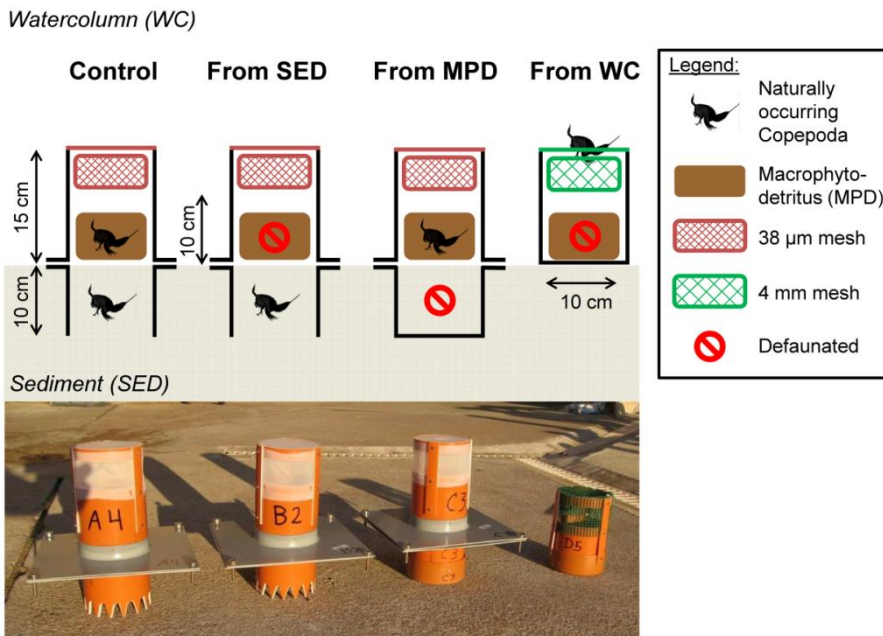 Watercolumn (WC)
Control
From SED
From MPD
From WC
15 cm
10 cm
10 cm
10 cm
Sediment (SED)
Legend:
Naturally
occurring
Copepoda
Macrophyto-
detritus (MPD)
38 µm mesh
4 mm mesh
Defaunated
A4
B2
C3
C3
D5